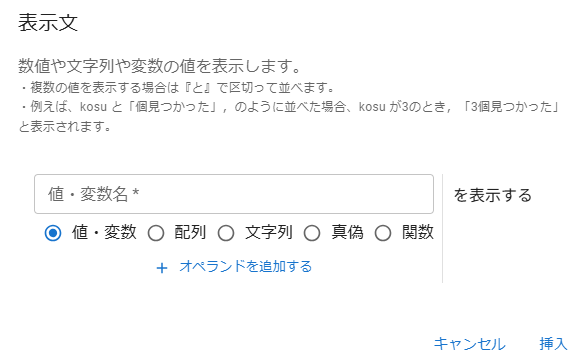 表示文
数値や文字列や変数の値を表示します。
・複数の値を表示する場合は『と』で区切って並べます。
・例えば、kosu と「個見つかった」, のように並べた場合、kosu が3のとき, 「3個見つかった」
と表示されます。
値・変数名 *
を表示する
値・変数 配列 文字列 真偽 関数
+ オペランドを追加する
キャンセル 挿入